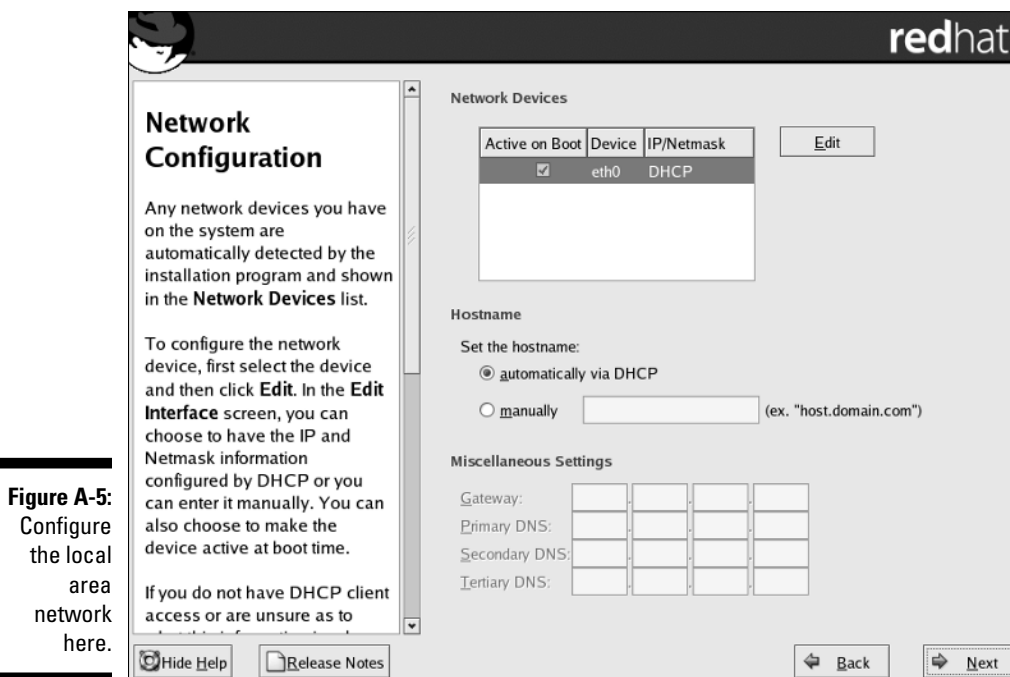 redhat
Network
Configuration
Any network devices you have
on the system are
automatically detected by the
installation program and shown
in the Network Devices list.
To configure the network
device, first select the device
and then click Edit. In the Edit
Interface screen, you can
choose to have the IP and
Netmask information
configured by DHCP or you
can enter it manually. You can
also choose to make the
device active at boot time.
If you do not have DHCP client
access or are unsure as to
Network Devices
Active on Boot Device IP/Netmask
eth0 DHCP
Edit
Hostname
Set the hostname:
automatically via DHCP
manually (ex. "host.domain.com")
Miscellaneous Settings
Gateway: . . .
Primary DNS: . . .
Secondary DNS: . . .
Tertiary DNS: . . .
Hide Help
Release Notes
Back
Next
Figure A-5:
Configure
the local
area
network
here.